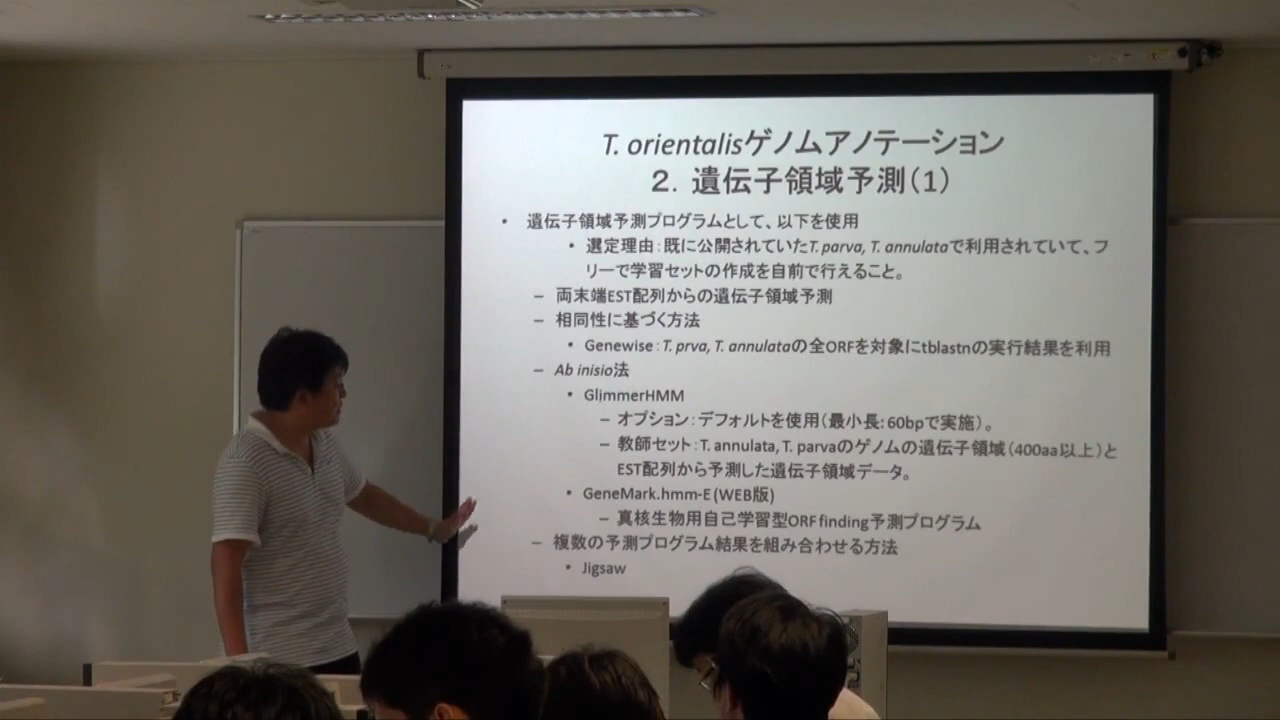 T. orientalisゲノムアノテーション
２．遺伝子領域予測（1）
• 遺伝子領域予測プログラムとして、以下を使用
• 選定理由：既に公開されていたT. parva, T. annulataで利用されていて、フ
リーで学習セットの作成を自前で行えること。
– 両末端EST配列からの遺伝子領域予測
– 相同性に基づく方法
• Genewise：T. prva, T. annulataの全ORFを対象にtblastnの実行結果を利用
– Ab inisio法
• GlimmerHMM
– オプション：デフォルトを使用（最小長: 60bpで実施）。
– 教師セット：T. annulata, T. parvaのゲノムの遺伝子領域（400aa以上）と
EST配列から予測した遺伝子領域データ。
• GeneMark.hmm-E (WEB版)
– 真核生物用自己学習型ORF finding予測プログラム
– 複数の予測プログラム結果を組み合わせる方法
• Jigsaw